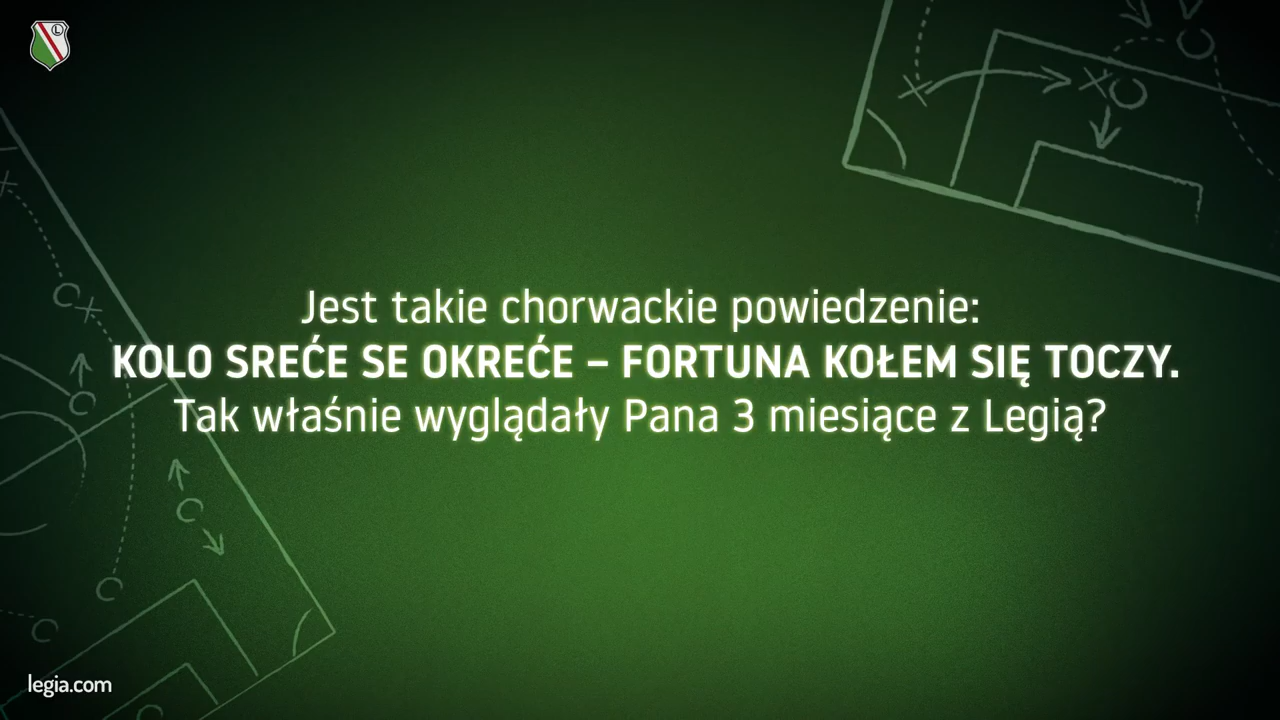 Jest takie chorwackie powiedzenie:
KOLO SREĆE SE OKREĆE – FORTUNA KOŁEM SIĘ TOCZY.
Tak właśnie wyglądały Pana 3 miesiące z Legią?
legia.com